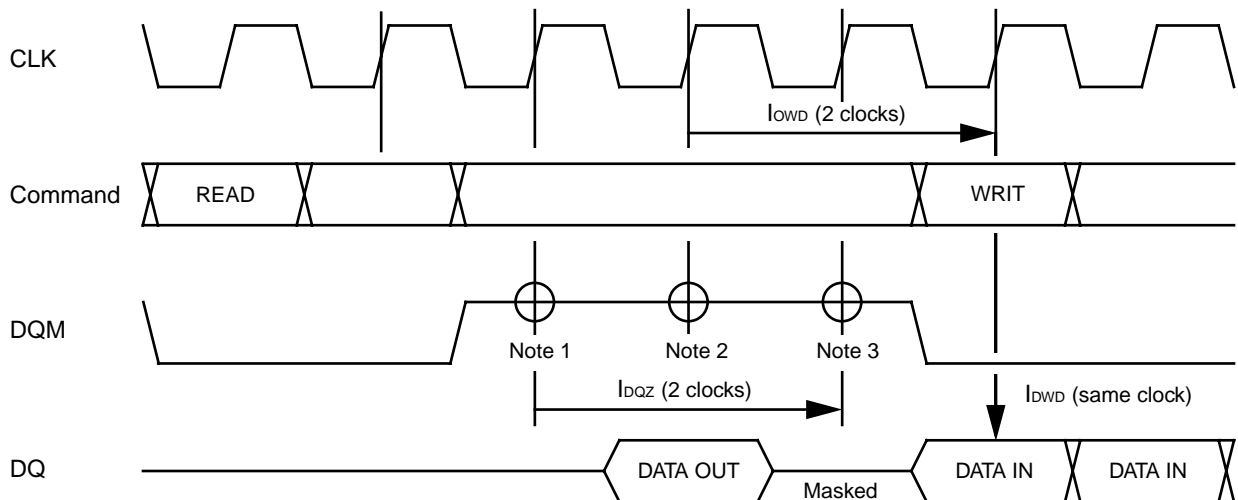 CLK
IOWD (2 clocks)
Command READ WRIT
DQM
Note 1 Note 2 Note 3
IDQZ (2 clocks) IDWD (same clock)
DQ DATA OUT DATA IN DATA IN
Masked